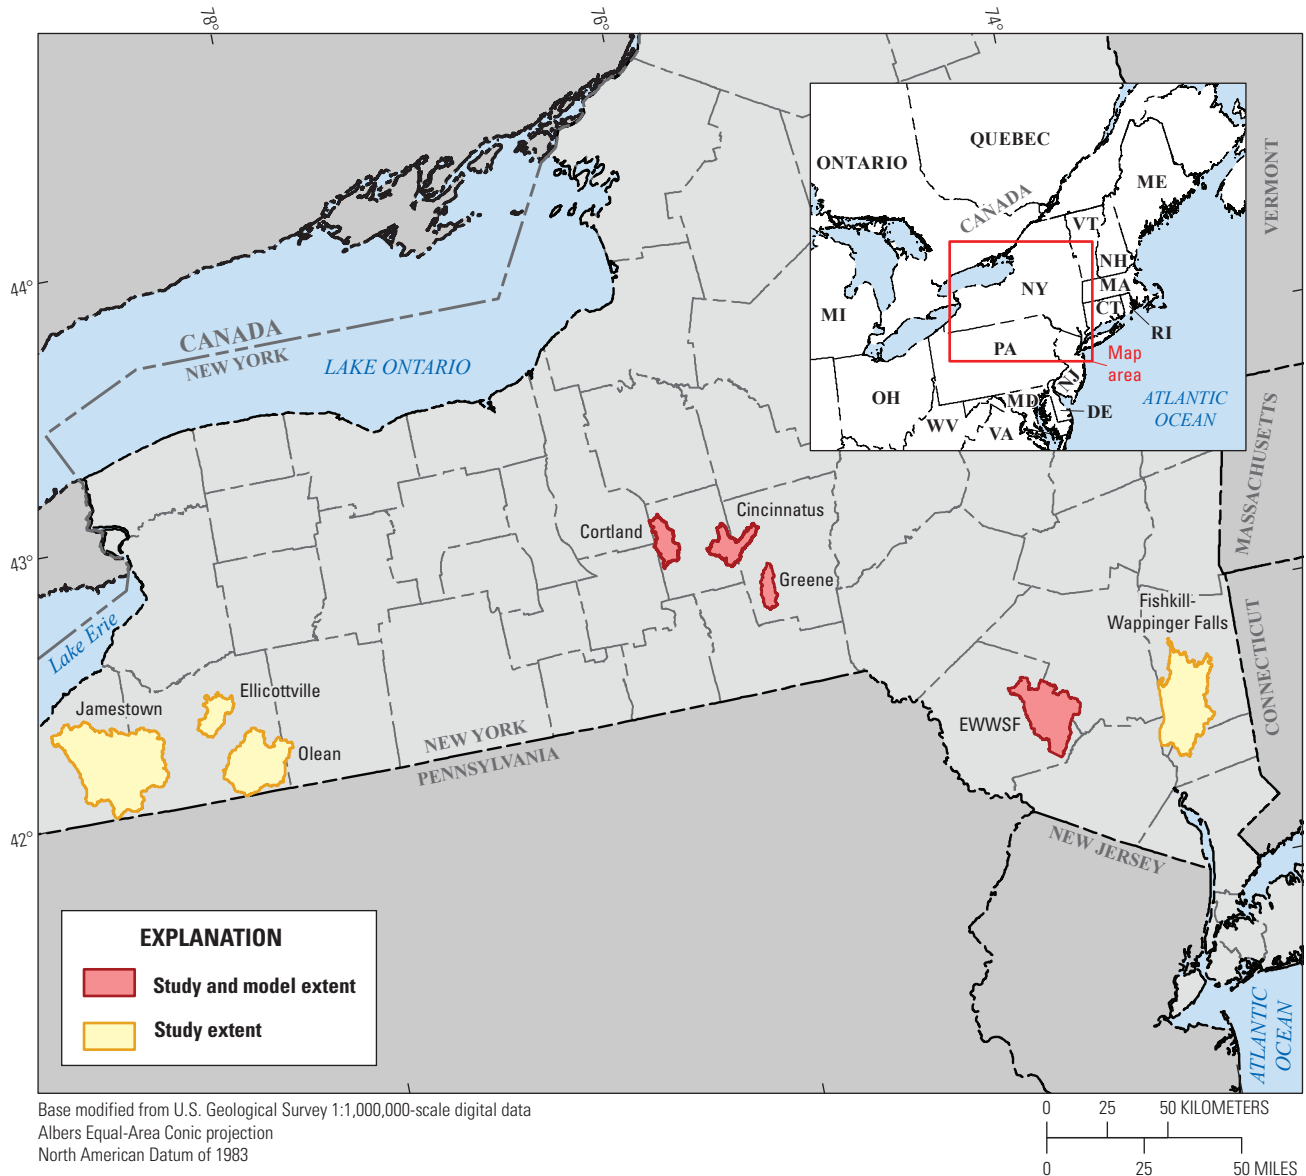 78°
76°
74°
44°
43°
42°
CANADA
NEW YORK
LAKE ONTARIO
Lake Erie
VERMONT
MASSACHUSETTS
CONNECTICUT
ONTARIO
QUEBEC
CANADA
ME
VT
NH
MA
CT
RI
NY
MI
PA
OH
NJ
MD
DE
WV
VA
Map
area
ATLANTIC
OCEAN
Cortland
Cincinnatus
Greene
Fishkill-
Wappinger Falls
EWWSF
Jamestown
Ellicottville
Olean
NEW YORK
PENNSYLVANIA
NEW JERSEY
ATLANTIC
OCEAN
EXPLANATION
Study and model extent
Study extent
Base modified from U.S. Geological Survey 1:1,000,000-scale digital data
Albers Equal-Area Conic projection
North American Datum of 1983
0 25 50 KILOMETERS
0 25 50 MILES